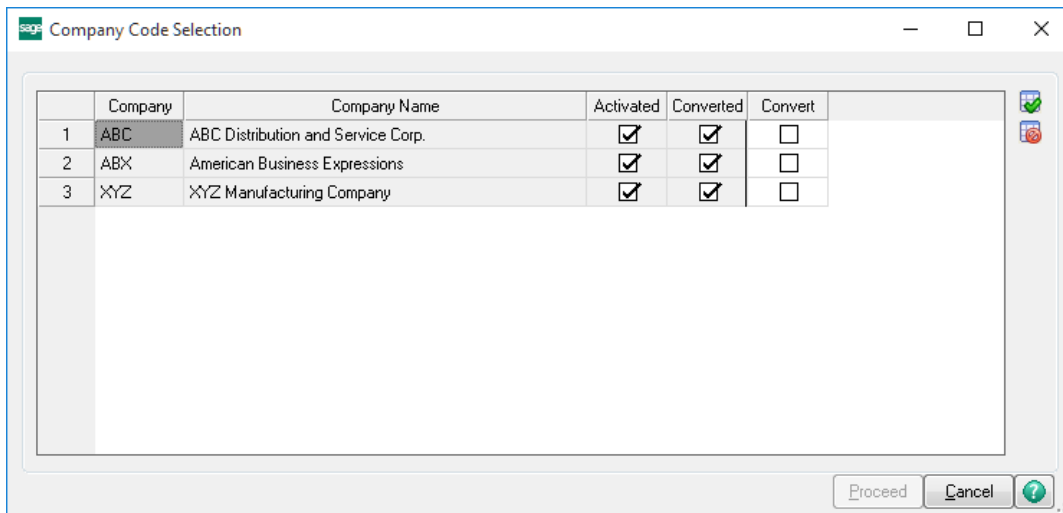 sage Company Code Selection
Company Company Name Activated Converted Convert
1 ABC ABC Distribution and Service Corp.
2 ABX American Business Expressions
3 XYZ XYZ Manufacturing Company
Proceed Cancel ?